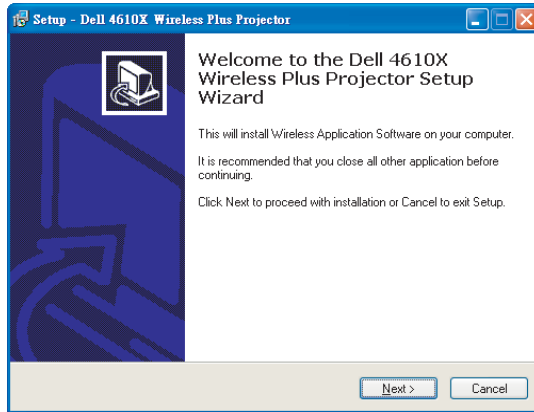 Setup - Dell 4610X Wireless Plus Projector
Welcome to the Dell 4610X
Wireless Plus Projector Setup
Wizard
This will install Wireless Application Software on your computer.
It is recommended that you close all other application before
continuing.
Click Next to proceed with installation or Cancel to exit Setup.
Next >
Cancel